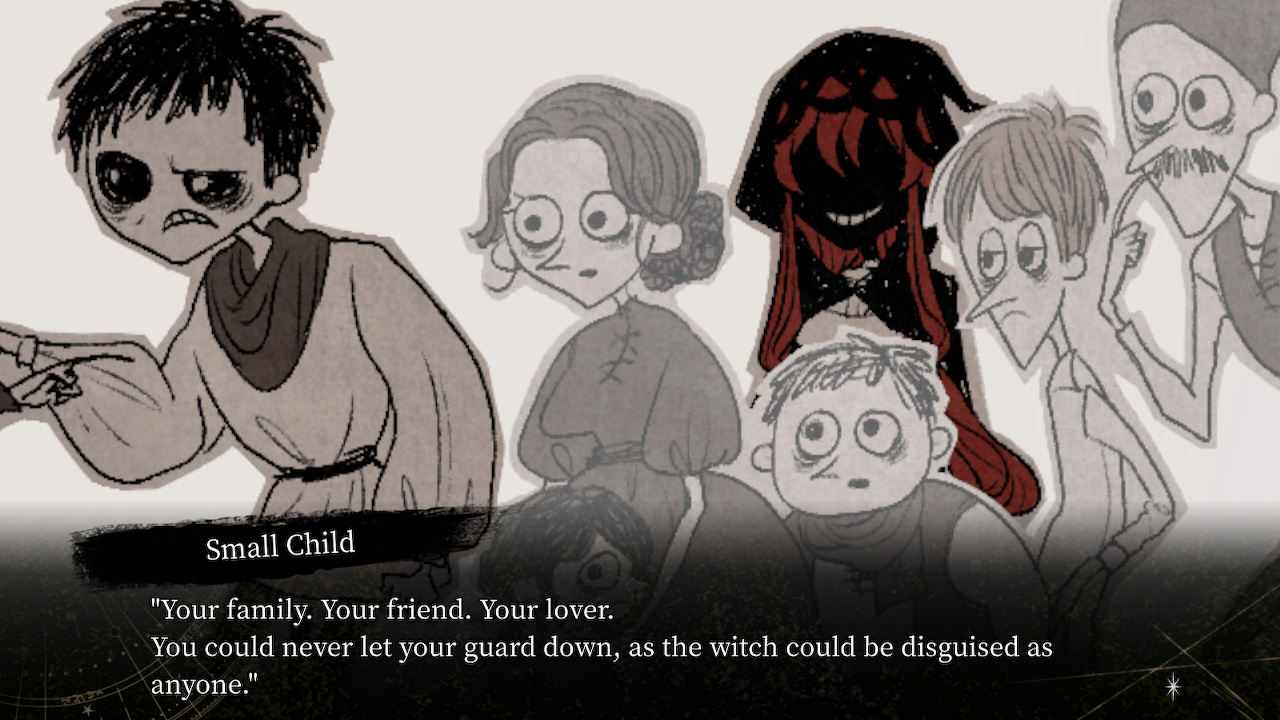 Small Child
"Your family. Your friend. Your lover.
You could never let your guard down, as the witch could be disguised as
anyone."